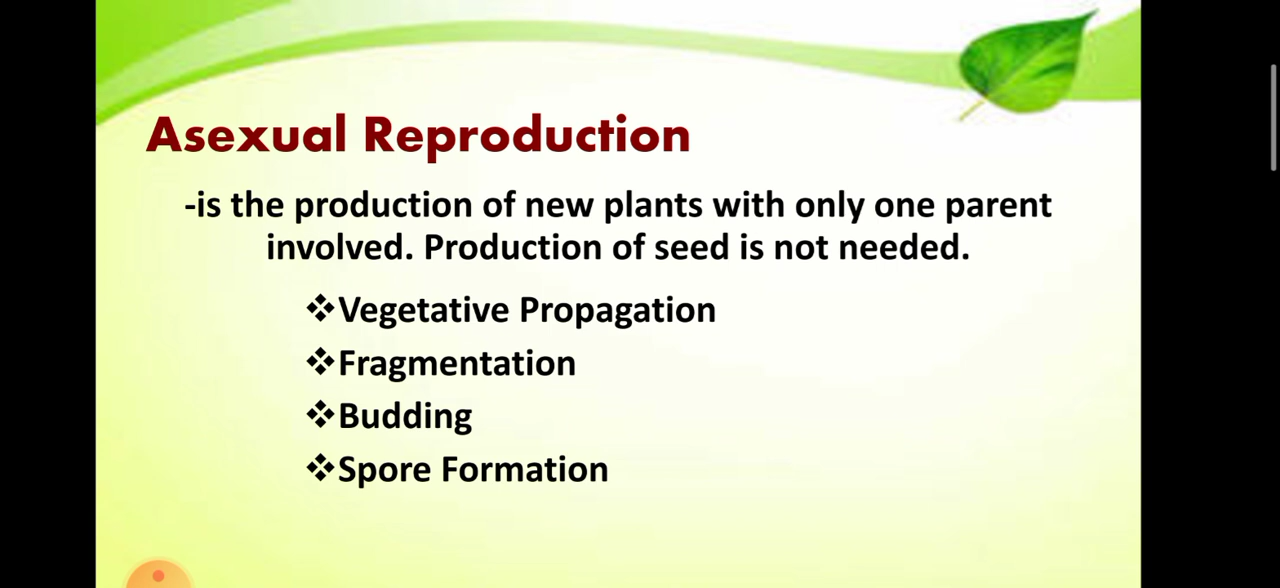 Asexual Reproduction
-is the production of new plants with only one parent
involved. Production of seed is not needed.
❖Vegetative Propagation
❖Fragmentation
❖Budding
❖Spore Formation